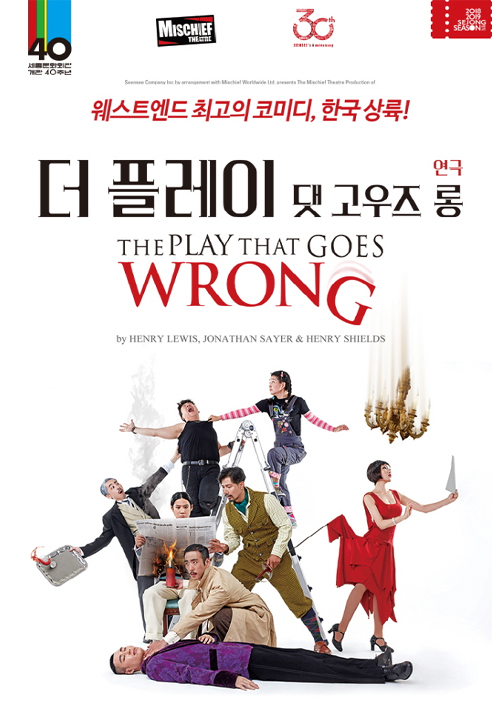 40
세종문화회관
개관 40주년
MISCHIEF
THEATRE
30th
2018
2019
SEJONG
SEASON
Seensee Company Inc by arrangement with Mischief Worldwide Ltd. presents The Mischief Theatre Production of
웨스트엔드 최고의 코미디, 한국 상륙!
연극
더 플레이 댓 고우즈 롱
THE PLAY THAT GOES
WRONG
by HENRY LEWIS, JONATHAN SAYER & HENRY SHIELDS